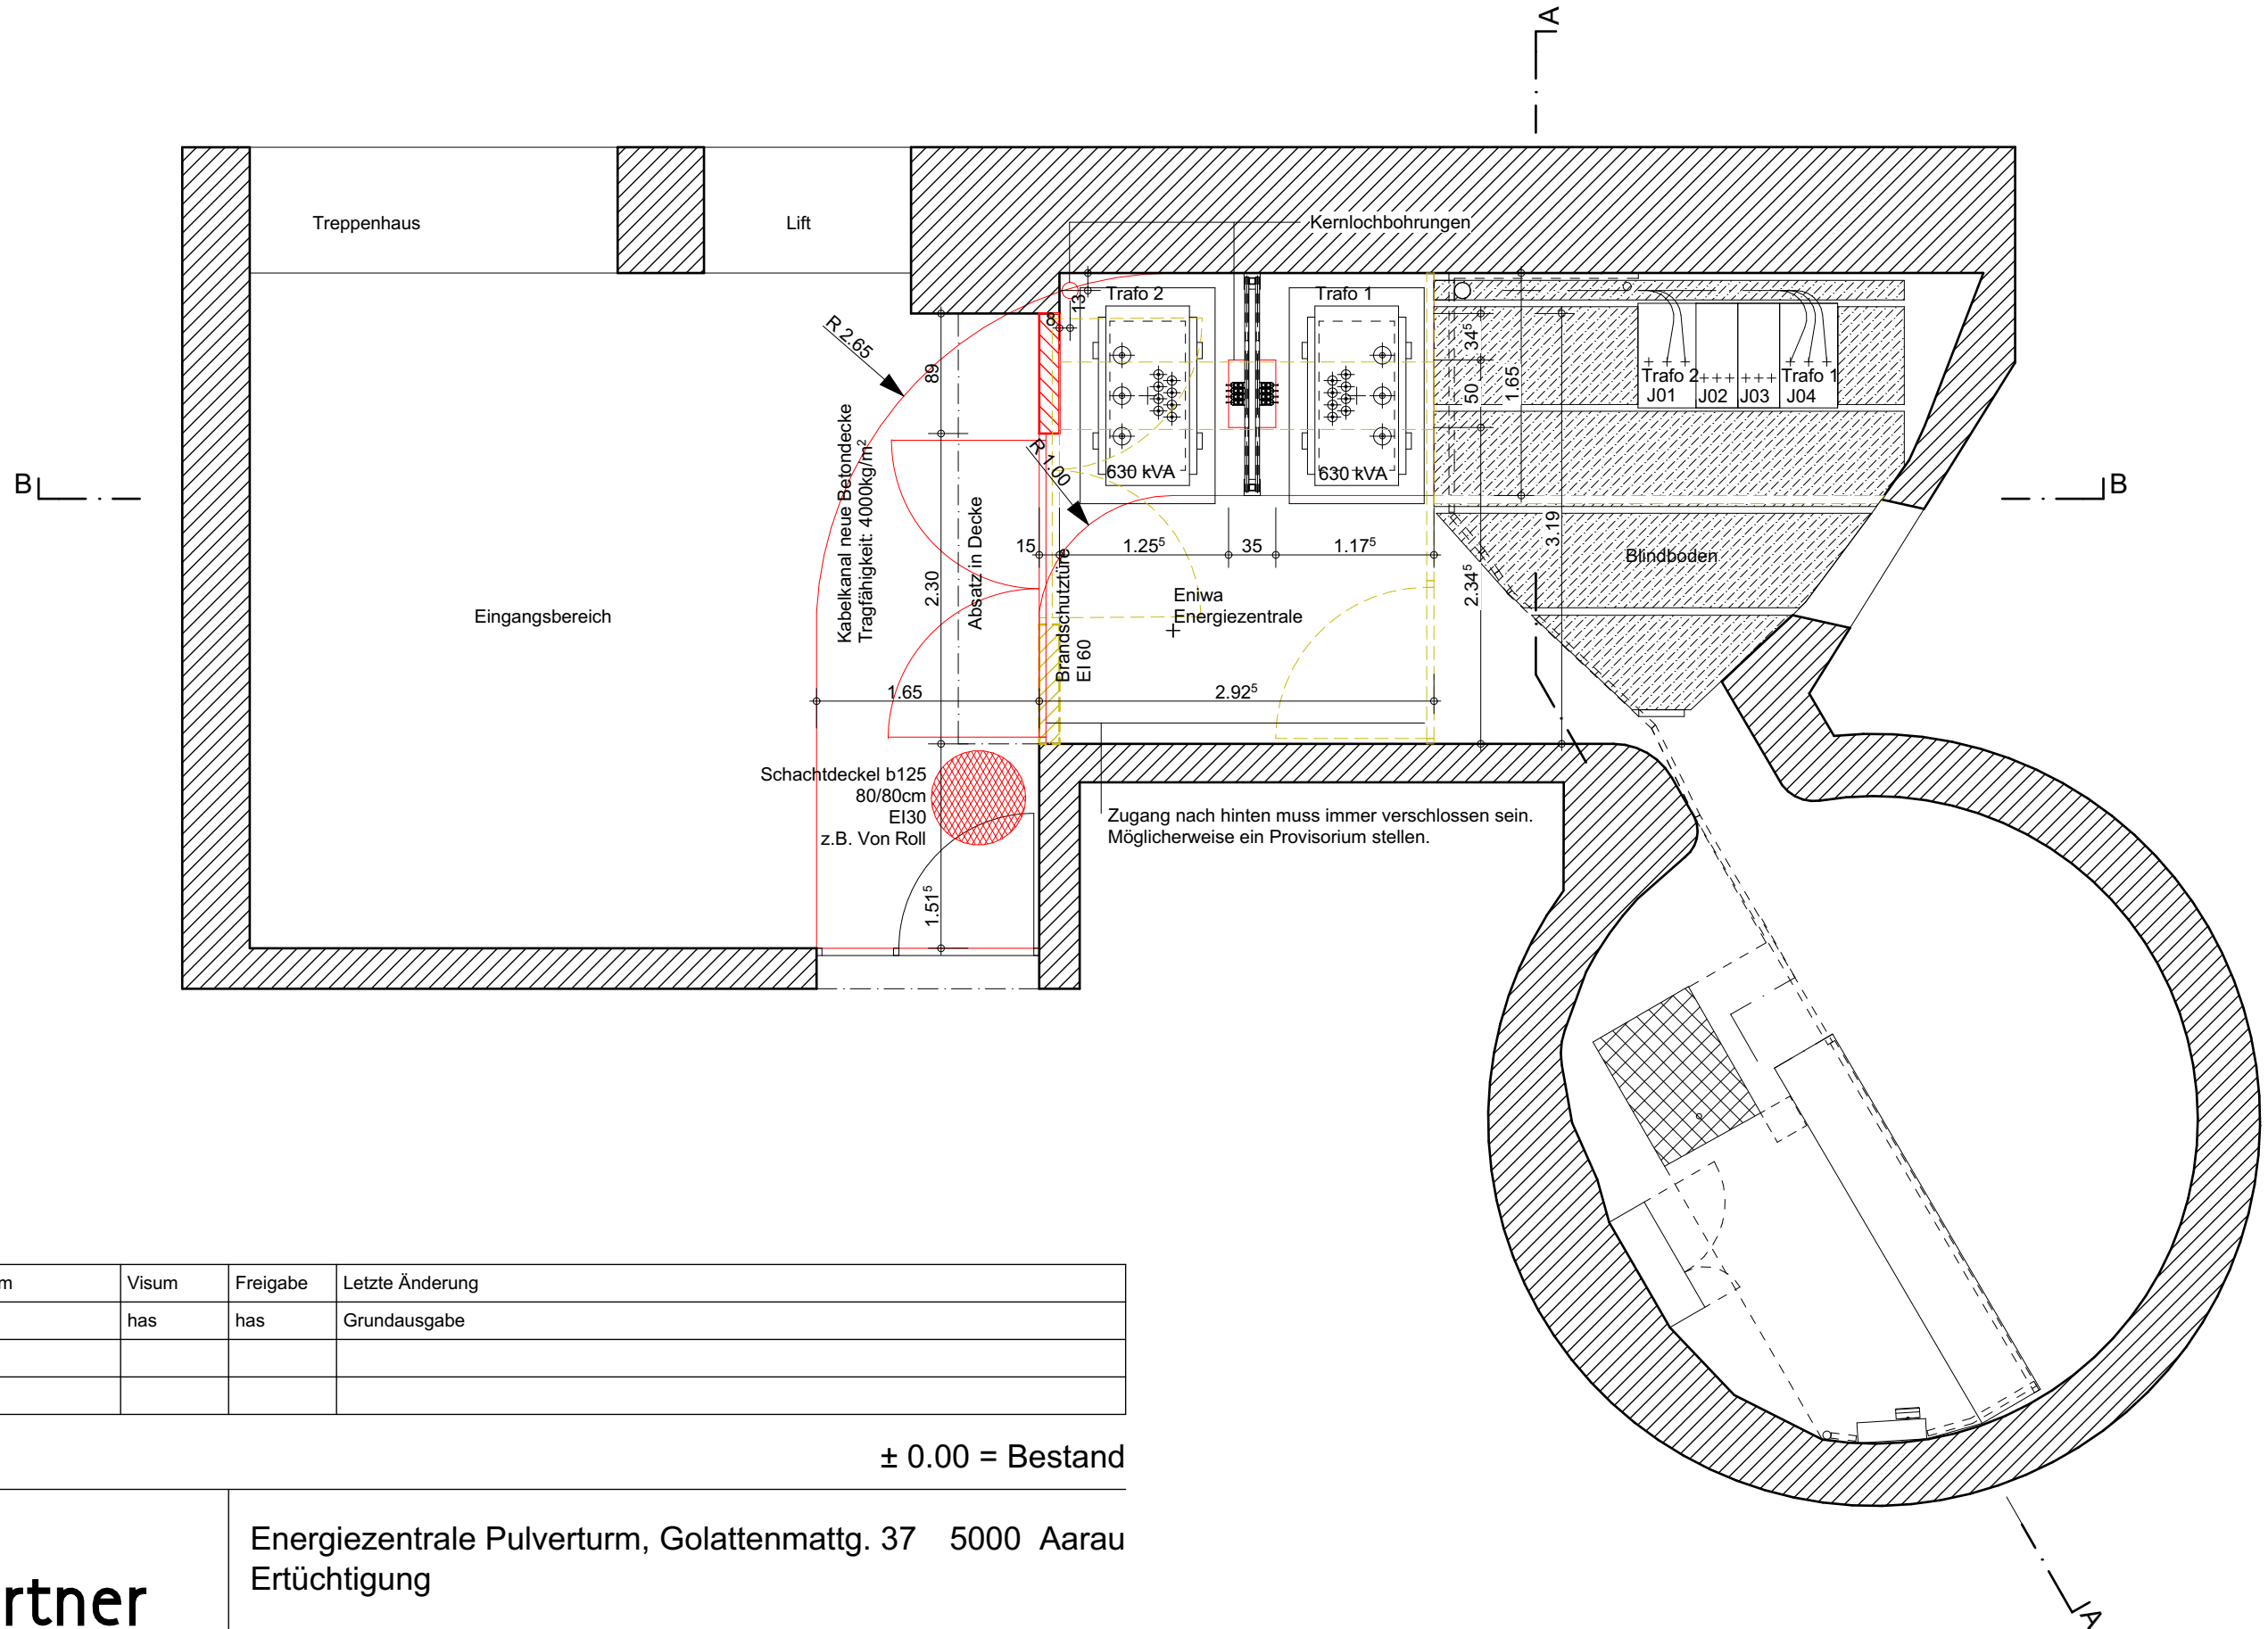 A
Treppenhaus
Lift
Kernlochbohrungen
13
Trafo 2
Trafo 1
8
R 2.65
89
34⁵
50
1.65
Trafo 2
J01
+++
J02
+++
J03
Trafo 1
J04
Kabelkanal neue Betondecke
Tragfähigkeit: 4000kg/m²
R 1.00
630 kVA
630 kVA
B
B
Absatz in Decke
15
1.25⁵
35
1.17⁵
3.19
Blindboden
Eingangsbereich
2.30
Brandschutztüre
EI 60
Eniwa
Energiezentrale
2.34⁵
1.65
2.92⁵
Schachtdeckel b125
80/80cm
EI30
z.B. Von Roll
Zugang nach hinten muss immer verschlossen sein.
Möglicherweise ein Provisorium stellen.
1.51⁵
m Visum Freigabe Letzte Änderung
has has Grundausgabe
± 0.00 = Bestand
Energiezentrale Pulverturm, Golattenmattg. 37 5000 Aarau
Ertüchtigung
rtner
A